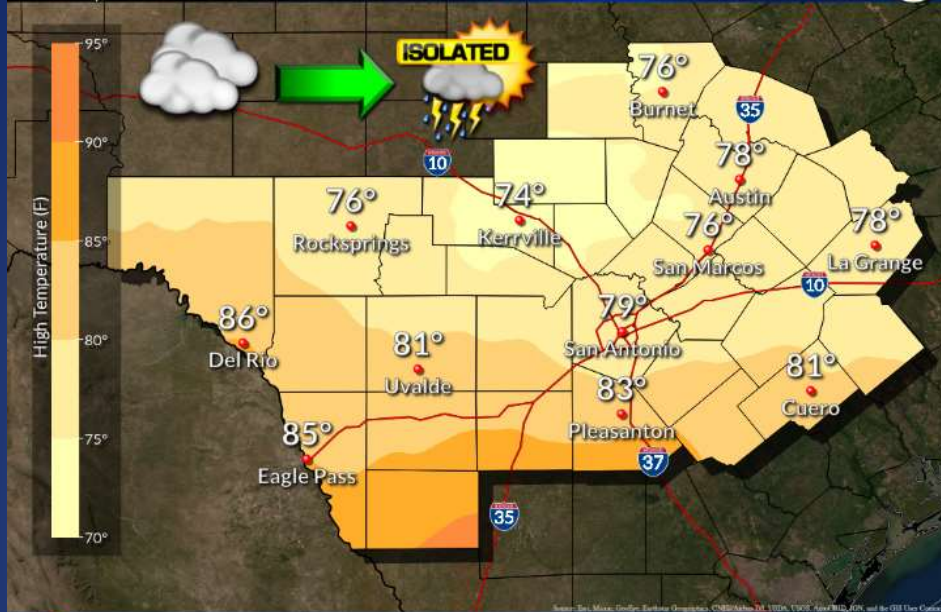 High Temperature (F)
95°
90°
85°
80°
75°
70°
ISOLATED
76°
Burnet
35
10
78°
Austin
76°
Rocksprings
74°
Kerrville
76°
San Marcos
78°
La Grange
10
86°
Del Rio
81°
Uvalde
79°
San Antonio
83°
Pleasanton
81°
Cuero
85°
Eagle Pass
37
35